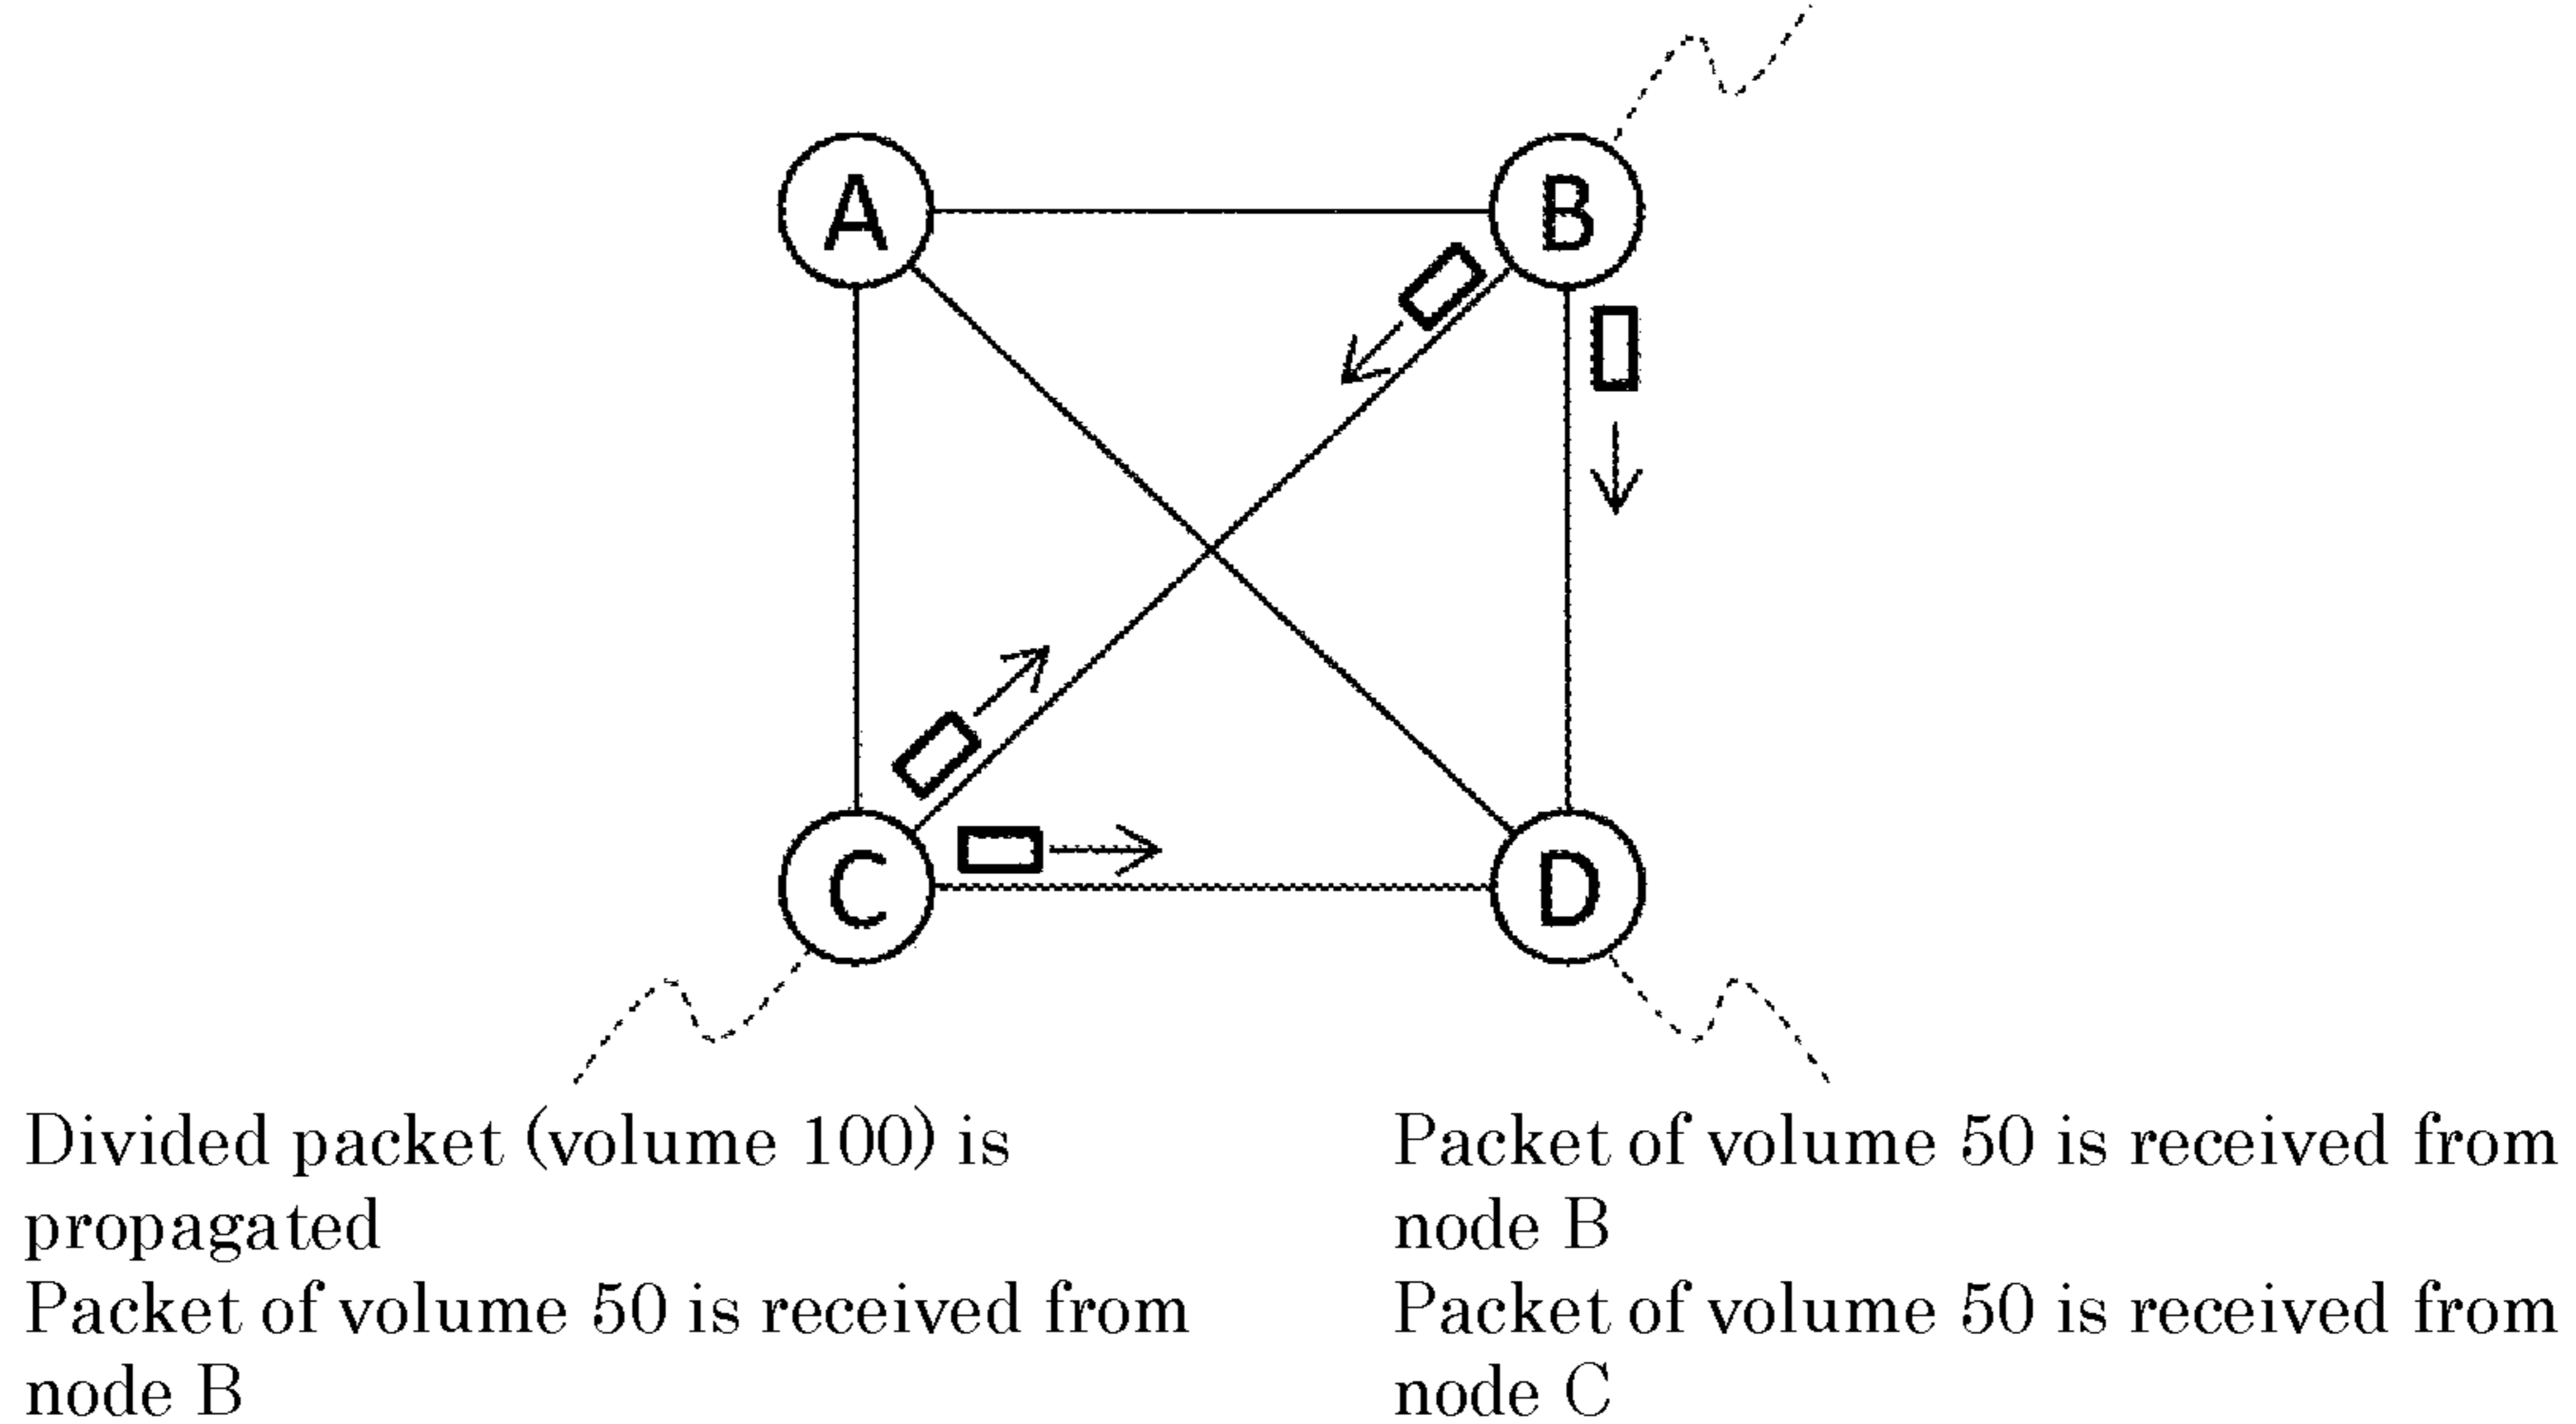 A
B
C
D
Divided packet (volume 100) is
propagated
Packet of volume 50 is received from
node B
Packet of volume 50 is received from
node B
Packet of volume 50 is received from
node C